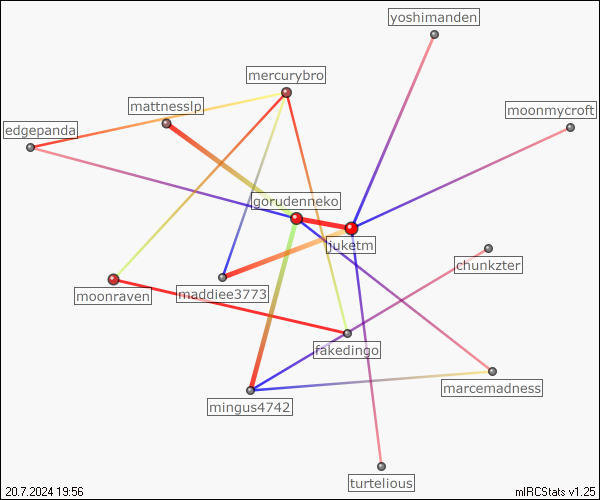 yoshimanden
mercurybro
mattnesslp
moonmycroft
edgepanda
gorudenneko
juketm
chunkzter
maddiee3773
moonraven
fakedingo
marcemadness
mingus4742
turtelious
20.7.2024 19:56
mIRCStats v1.25